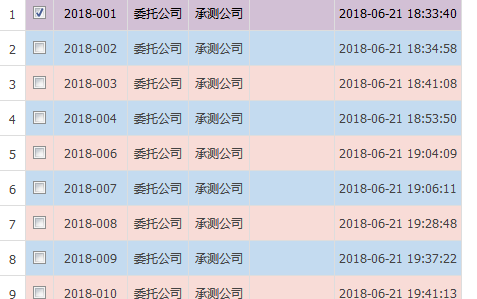 1 2018-001 委托公司 承测公司 2018-06-21 18:33:40
2 2018-002 委托公司 承测公司 2018-06-21 18:34:58
3 2018-003 委托公司 承测公司 2018-06-21 18:41:08
4 2018-004 委托公司 承测公司 2018-06-21 18:53:50
5 2018-006 委托公司 承测公司 2018-06-21 19:04:09
6 2018-007 委托公司 承测公司 2018-06-21 19:06:11
7 2018-008 委托公司 承测公司 2018-06-21 19:28:48
8 2018-009 委托公司 承测公司 2018-06-21 19:37:22
9 2018-010 委托公司 承测公司 2018-06-21 19:41:13